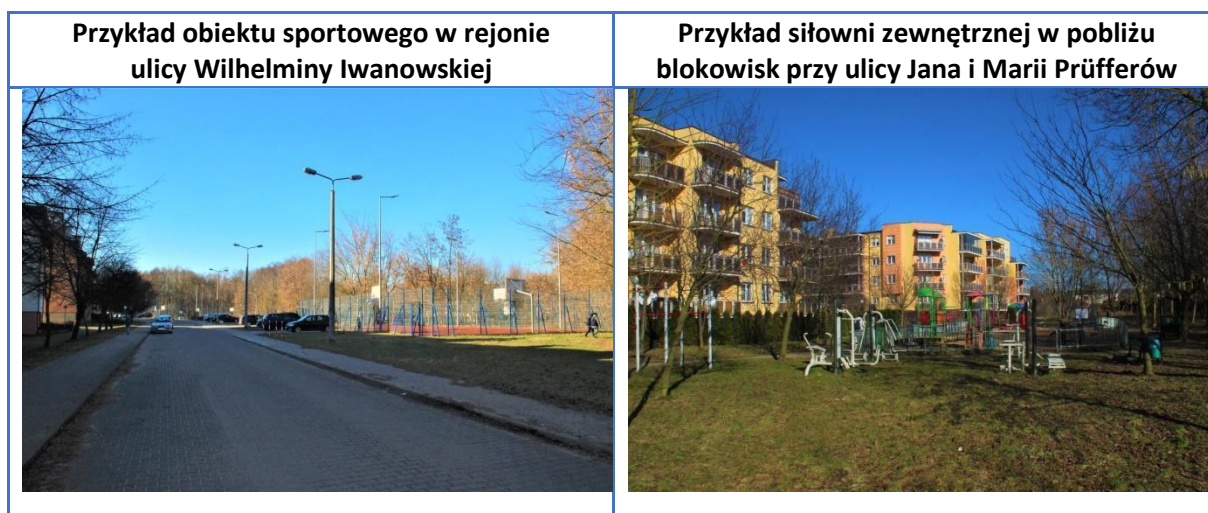 Przykład obiektu sportowego w rejonie
ulicy Wilhelminy Iwanowskiej
Przykład siłowni zewnętrznej w pobliżu
blokowisk przy ulicy Jana i Marii Prüfferów